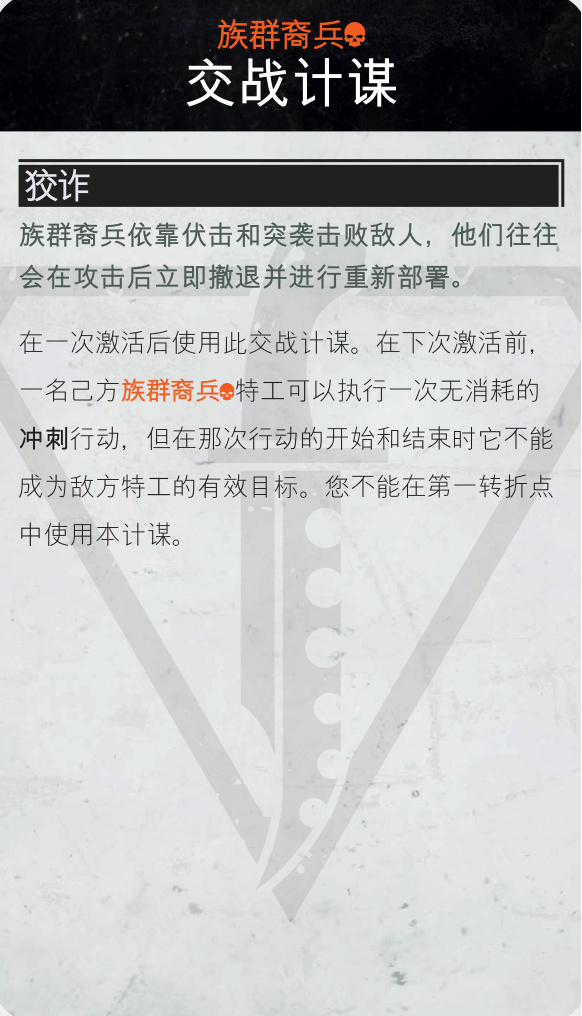 族群裔兵
交战计谋
狡诈
族群裔兵依靠伏击和突袭击败敌人，他们往往
会在攻击后立即撤退并进行重新部署。
在一次激活后使用此交战计谋。在下次激活前，
一名己方族群裔兵特工可以执行一次无消耗的
冲刺行动，但在那次行动的开始和结束时它不能
成为敌方特工的有效目标。您不能在第一转折点
中使用本计谋。